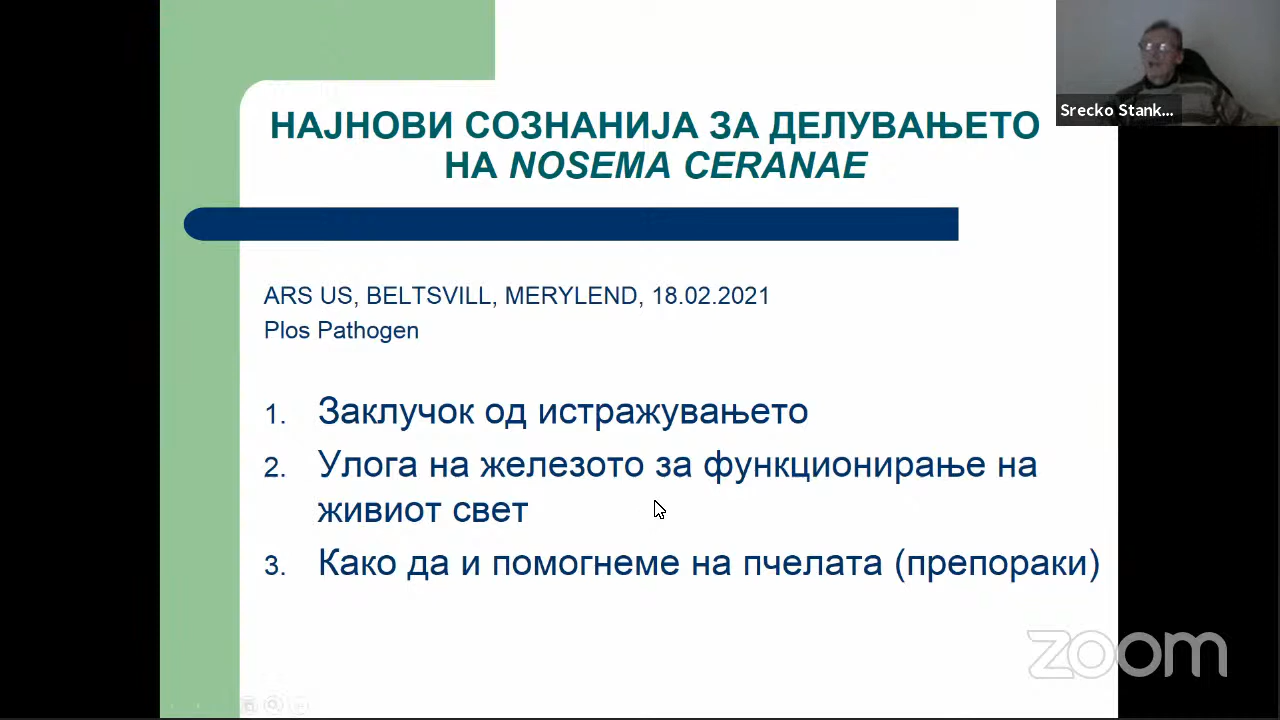 НАЈНОВИ СОЗНАНИЈА ЗА ДЕЛУВАЊЕТО
НА NOSEMA CERANAE
Srecko Stank...
ARS US, BELTSVILL, MERYLEND, 18.02.2021
Plos Pathogen
1. Заклучок од истражувањето
2. Улога на железото за функционирање на
живиот свет
3. Како да и помогнеме на пчелата (препораки)
zoom